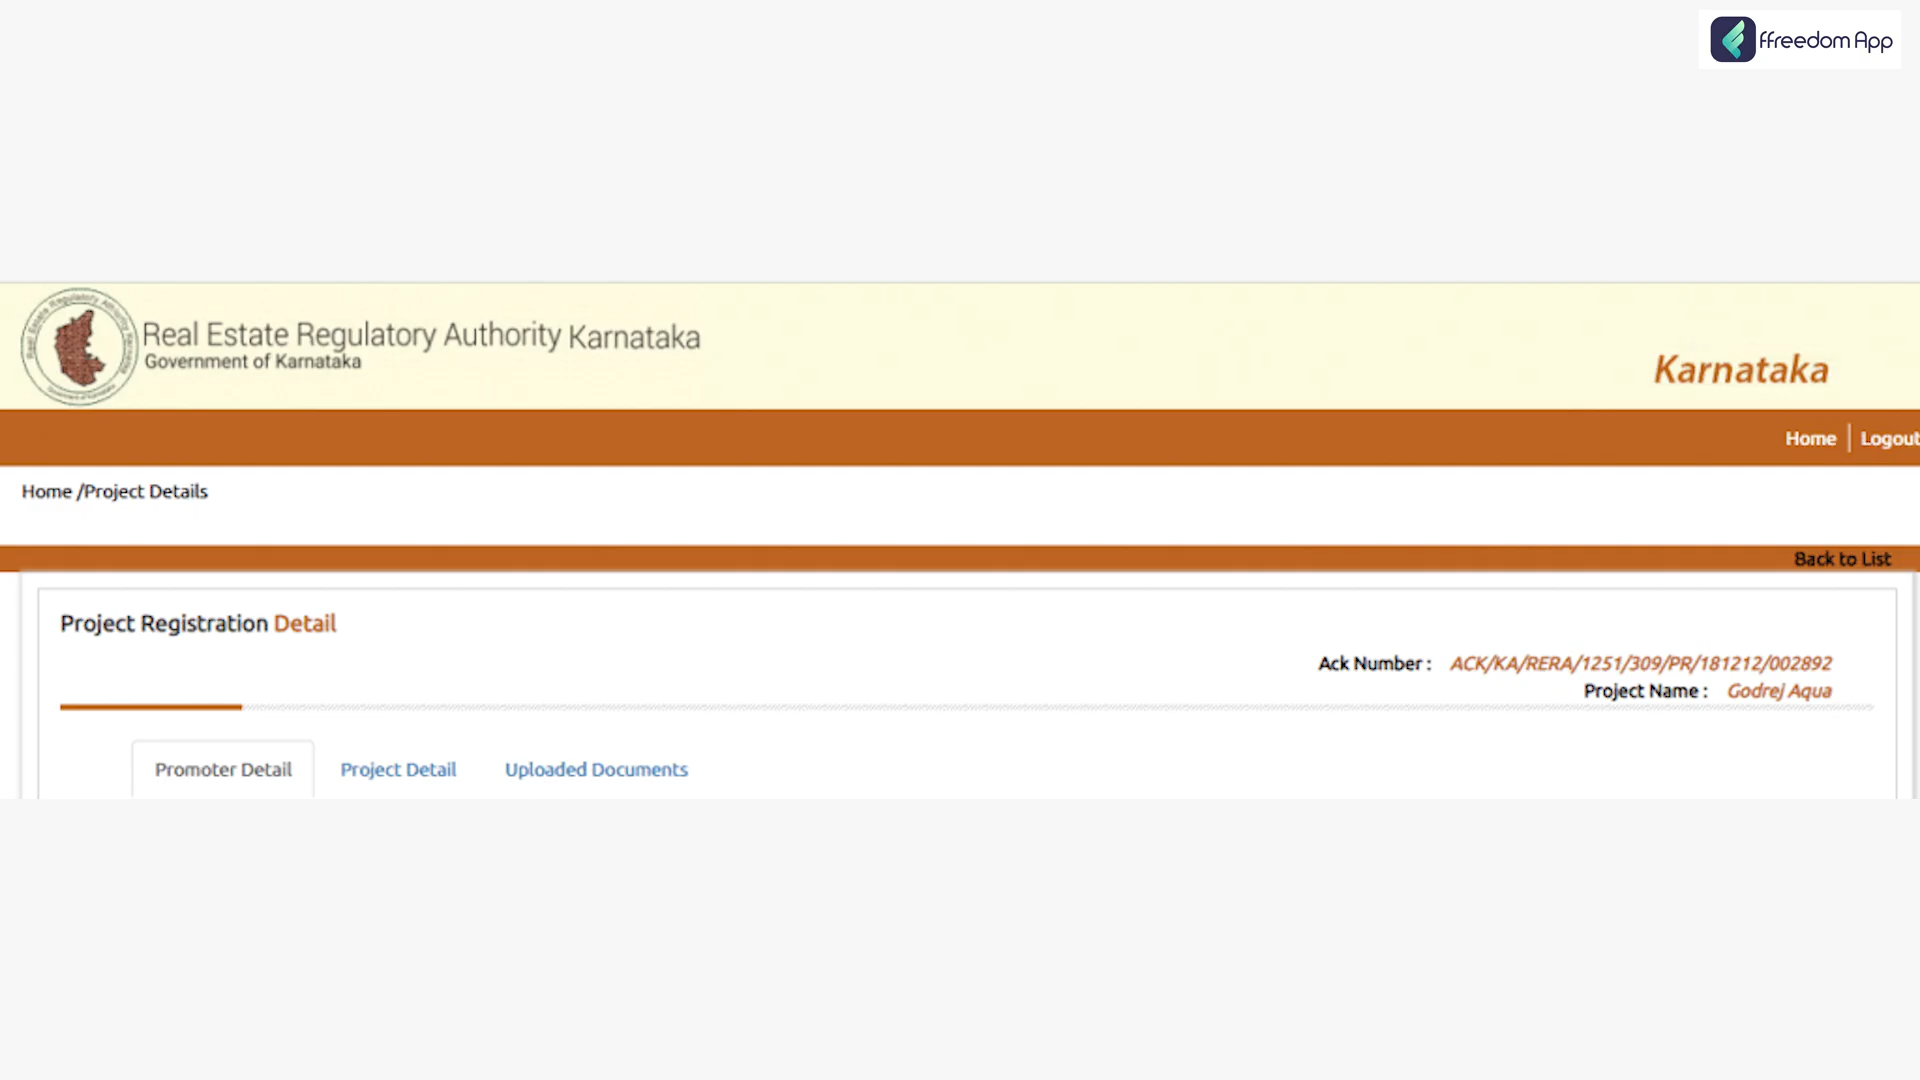 ffreedom App
Real Estate Regulatory Authority Karnataka
Government of Karnataka
Karnataka
Home | Logout
Home /Project Details
Back to List
Project Registration Detail
Ack Number : ACK/KA/RERA/1251/309/PR/181212/002892
Project Name : Godrej Aqua
Promoter Detail Project Detail Uploaded Documents